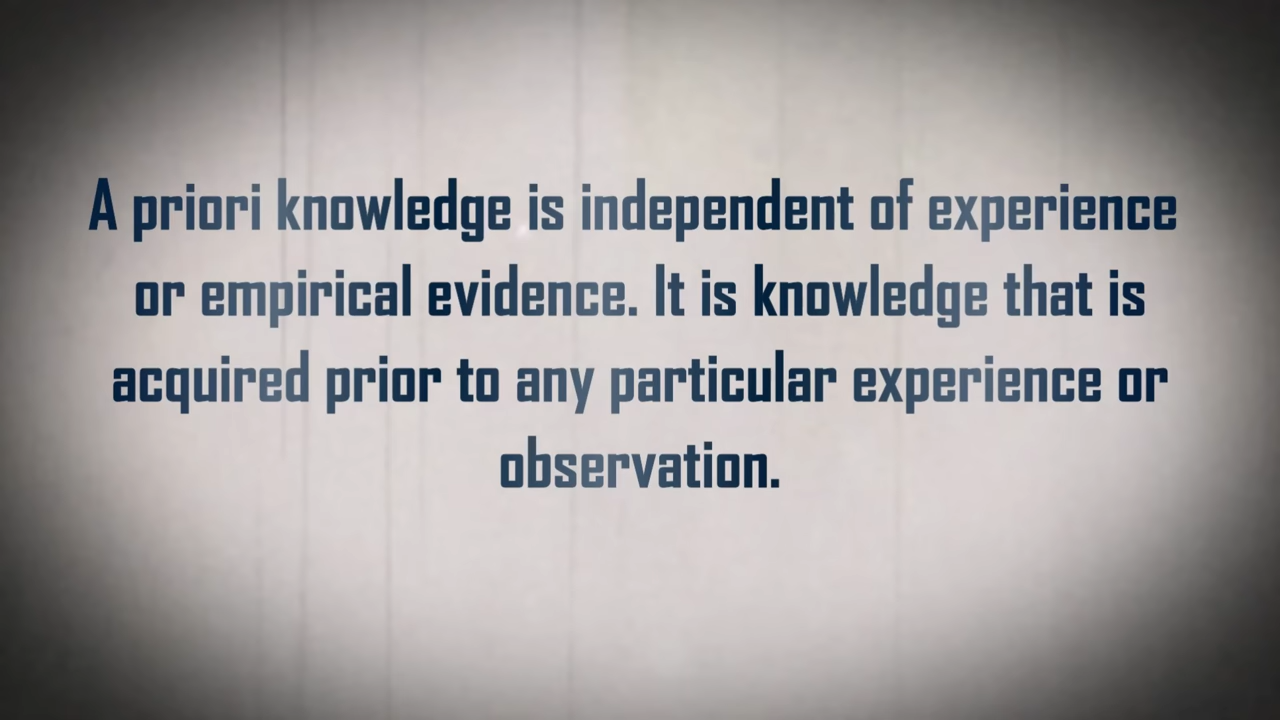 A priori knowledge is independent of experience
or empirical evidence. It is knowledge that is
acquired prior to any particular experience or
observation.